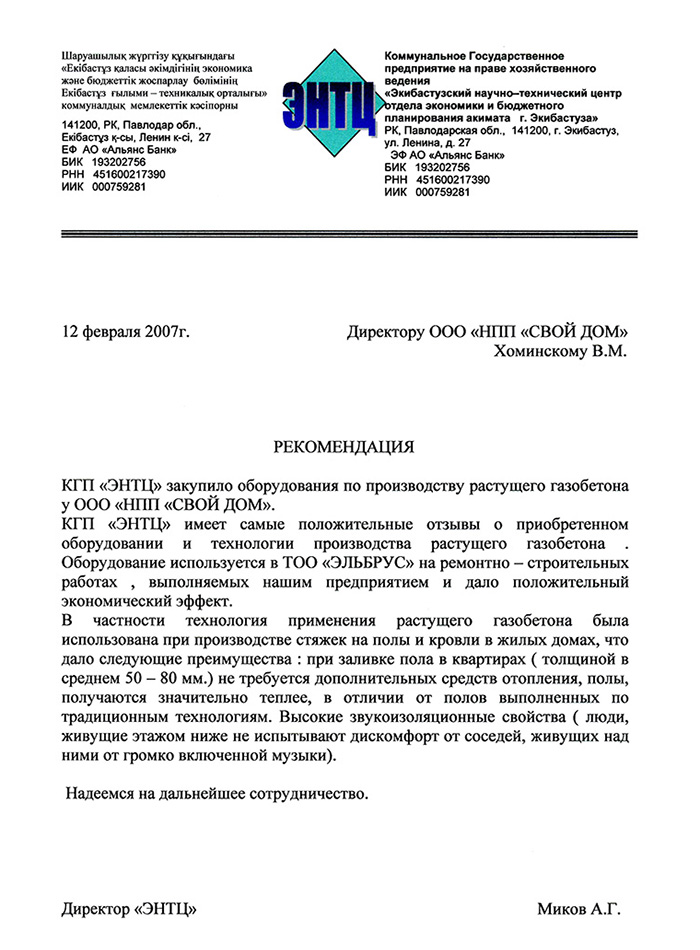 Шаруашылық жүргізу құқығындағы
«Екібастұз қаласы әкімдігінің экономика
және бюджеттік жоспарлау бөлімінің
Екібастұз ғылыми – техникалық орталығы»
коммуналдық мемлекеттік кәсіпорны
141200, РК, Павлодар обл.,
Екібастұз қ-сы, Ленин к-сі, 27
ЕФ АО «Альянс Банк»
БИК 193202756
РНН 451600217390
ИИК 000759281
ЭНТЦ
Коммунальное Государственное
предприятие на праве хозяйственного
ведения
«Экибастузский научно–технический центр
отдела экономики и бюджетного
планирования акимата г. Экибастуза»
РК, Павлодарская обл., 141200, г. Экибастуз,
ул. Ленина, д. 27
ЭФ АО «Альянс Банк»
БИК 193202756
РНН 451600217390
ИИК 000759281
12 февраля 2007г.
Директору ООО «НПП «СВОЙ ДОМ»
Хоминскому В.М.
РЕКОМЕНДАЦИЯ
КГП «ЭНТЦ» закупило оборудования по производству растущего газобетона
у ООО «НПП «СВОЙ ДОМ».
КГП «ЭНТЦ» имеет самые положительные отзывы о приобретенном
оборудовании и технологии производства растущего газобетона .
Оборудование используется в ТОО «ЭЛЬБРУС» на ремонтно – строительных
работах , выполняемых нашим предприятием и дало положительный
экономический эффект.
В частности технология применения растущего газобетона была
использована при производстве стяжек на полы и кровли в жилых домах, что
дало следующие преимущества : при заливке пола в квартирах ( толщиной в
среднем 50 – 80 мм.) не требуется дополнительных средств отопления, полы,
получаются значительно теплее, в отличии от полов выполненных по
традиционным технологиям. Высокие звукоизоляционные свойства ( люди,
живущие этажом ниже не испытывают дискомфорт от соседей, живущих над
ними от громко включенной музыки).
Надеемся на дальнейшее сотрудничество.
Директор «ЭНТЦ»
Миков А.Г.